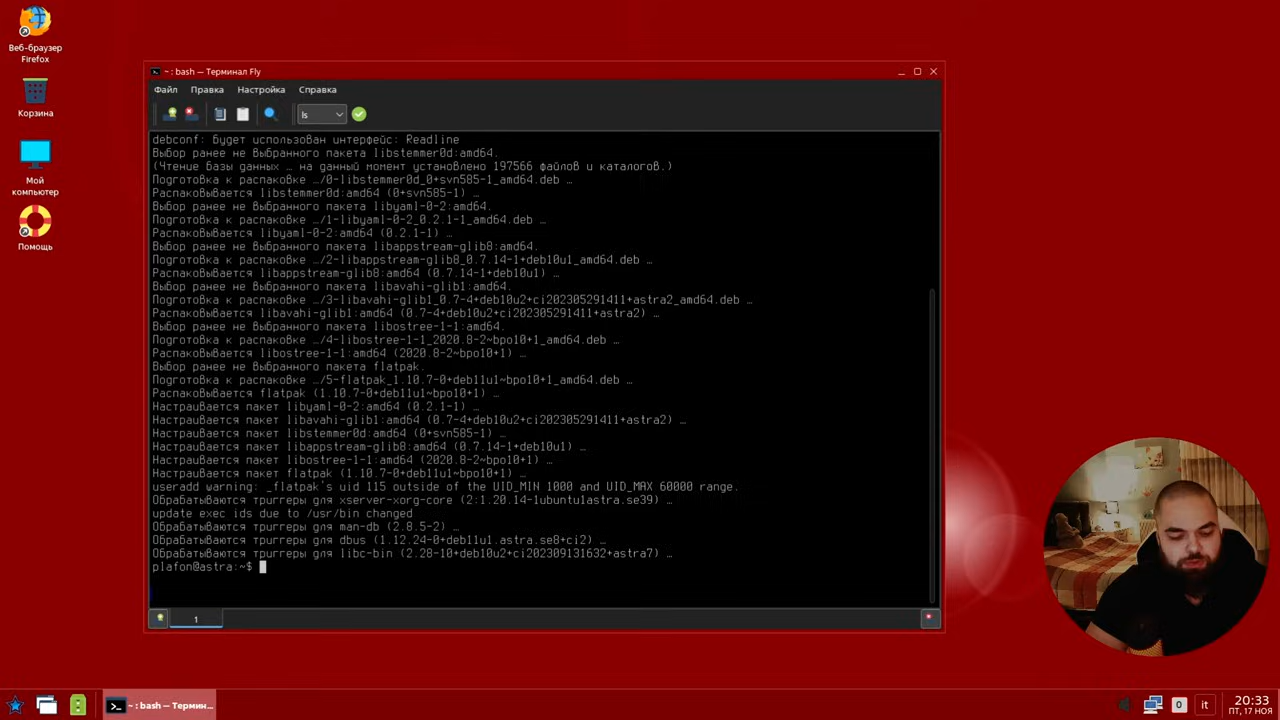 Веб-браузер
Firefox
Корзина
Мой
компьютер
Помощь
~ : bash — Терминал Fly
Файл Правка Настройка Справка
ls
debconf: будет использован интерфейс: Readline
Выбор ранее не выбранного пакета libstemmer0d:amd64.
(Чтение базы данных … на данный момент установлено 197566 файлов и каталогов.)
Подготовка к распаковке …/0-libstemmer0d_0+svn585-1_amd64.deb …
Распаковывается libstemmer0d:amd64 (0+svn585-1) …
Выбор ранее не выбранного пакета libyaml-0-2:amd64.
Подготовка к распаковке …/1-libyaml-0-2_0.2.1-1_amd64.deb …
Распаковывается libyaml-0-2:amd64 (0.2.1-1) …
Выбор ранее не выбранного пакета libappstream-glib8:amd64.
Подготовка к распаковке …/2-libappstream-glib8_0.7.14-1+deb10u1_amd64.deb …
Распаковывается libappstream-glib8:amd64 (0.7.14-1+deb10u1) …
Выбор ранее не выбранного пакета libavahi-glib1:amd64.
Подготовка к распаковке …/3-libavahi-glib1_0.7-4+deb10u2+ci202305291411+astra2_amd64.deb …
Распаковывается libavahi-glib1:amd64 (0.7-4+deb10u2+ci202305291411+astra2) …
Выбор ранее не выбранного пакета libostree-1-1:amd64.
Подготовка к распаковке …/4-libostree-1-1_2020.8-2~bpo10+1_amd64.deb …
Распаковывается libostree-1-1:amd64 (2020.8-2~bpo10+1) …
Выбор ранее не выбранного пакета flatpak.
Подготовка к распаковке …/5-flatpak_1.10.7-0+deb11u1~bpo10+1_amd64.deb …
Распаковывается flatpak (1.10.7-0+deb11u1~bpo10+1) …
Настраивается пакет libyaml-0-2:amd64 (0.2.1-1) …
Настраивается пакет libavahi-glib1:amd64 (0.7-4+deb10u2+ci202305291411+astra2) …
Настраивается пакет libstemmer0d:amd64 (0+svn585-1) …
Настраивается пакет libappstream-glib8:amd64 (0.7.14-1+deb10u1) …
Настраивается пакет libostree-1-1:amd64 (2020.8-2~bpo10+1) …
Настраивается пакет flatpak (1.10.7-0+deb11u1~bpo10+1) …
useradd warning: _flatpak's uid 115 outside of the UID_MIN 1000 and UID_MAX 60000 range.
Обрабатываются триггеры для xserver-xorg-core (2:1.20.14-1ubuntu1astra.se39) …
update exec ids due to /usr/bin changed
Обрабатываются триггеры для man-db (2.8.5-2) …
Обрабатываются триггеры для dbus (1.12.24-0+deb11u1.astra.se8+ci2) …
Обрабатываются триггеры для libc-bin (2.28-10+deb10u2+ci202309131632+astra7) …
plafon@astra:~$
1
~ : bash — Термин...
0
it
20:33
ПТ, 17 НОЯ